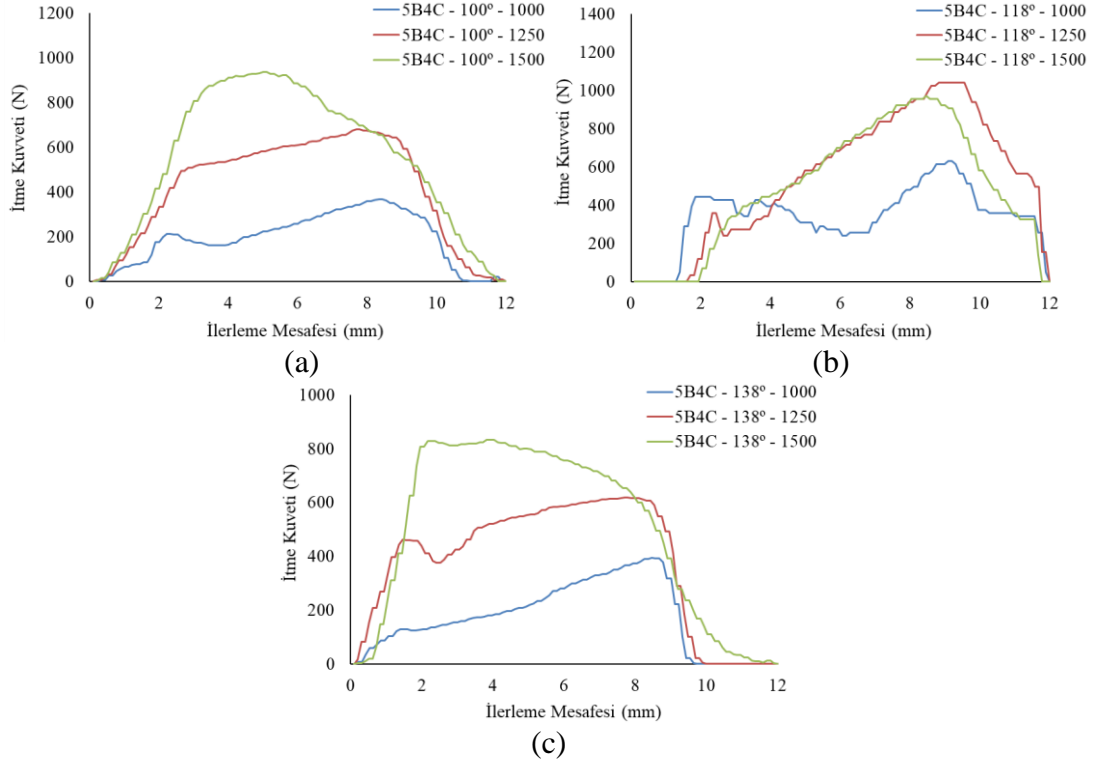 1200
1000
800
600
400
200
0
0 2 4 6 8 10 12
İtme Kuvveti (N)
İlerleme Mesafesi (mm)
5B4C - 100º - 1000
5B4C - 100º - 1250
5B4C - 100º - 1500
(a)
1400
1200
1000
800
600
400
200
0
0 2 4 6 8 10 12
İtme Kuvveti (N)
İlerleme Mesafesi (mm)
5B4C - 118º - 1000
5B4C - 118º - 1250
5B4C - 118º - 1500
(b)
1000
800
600
400
200
0
0 2 4 6 8 10 12
İtme Kuvveti (N)
İlerleme Mesafesi (mm)
5B4C - 138º - 1000
5B4C - 138º - 1250
5B4C - 138º - 1500
(c)